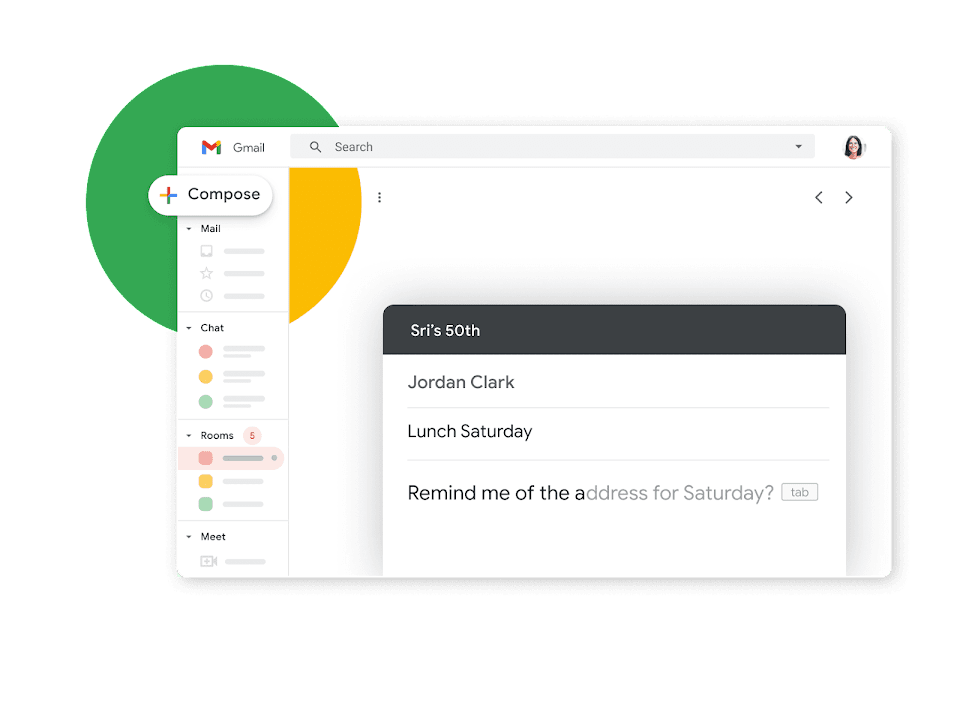 Gmail
Search
Compose
Mail
Chat
Rooms 5
Meet
Sri’s 50th
Jordan Clark
Lunch Saturday
Remind me of the address for Saturday? tab